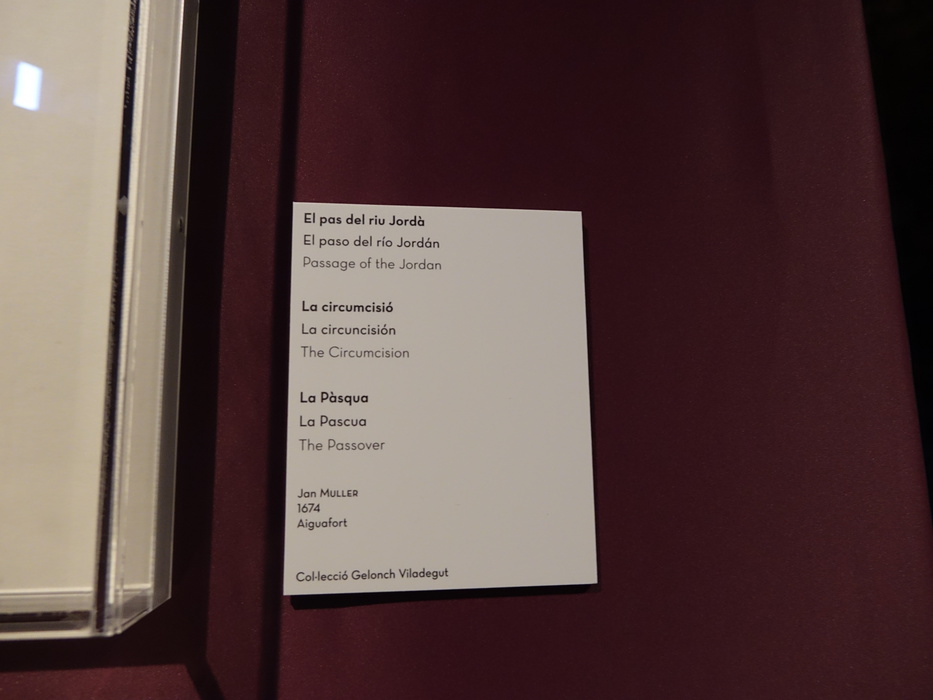 El pas del riu Jordà
El paso del río Jordán
Passage of the Jordan
La circumcisió
La circuncisión
The Circumcision
La Pàsqua
La Pascua
The Passover
Jan MULLER
1674
Aiguafort
Col·lecció Gelonch Viladegut